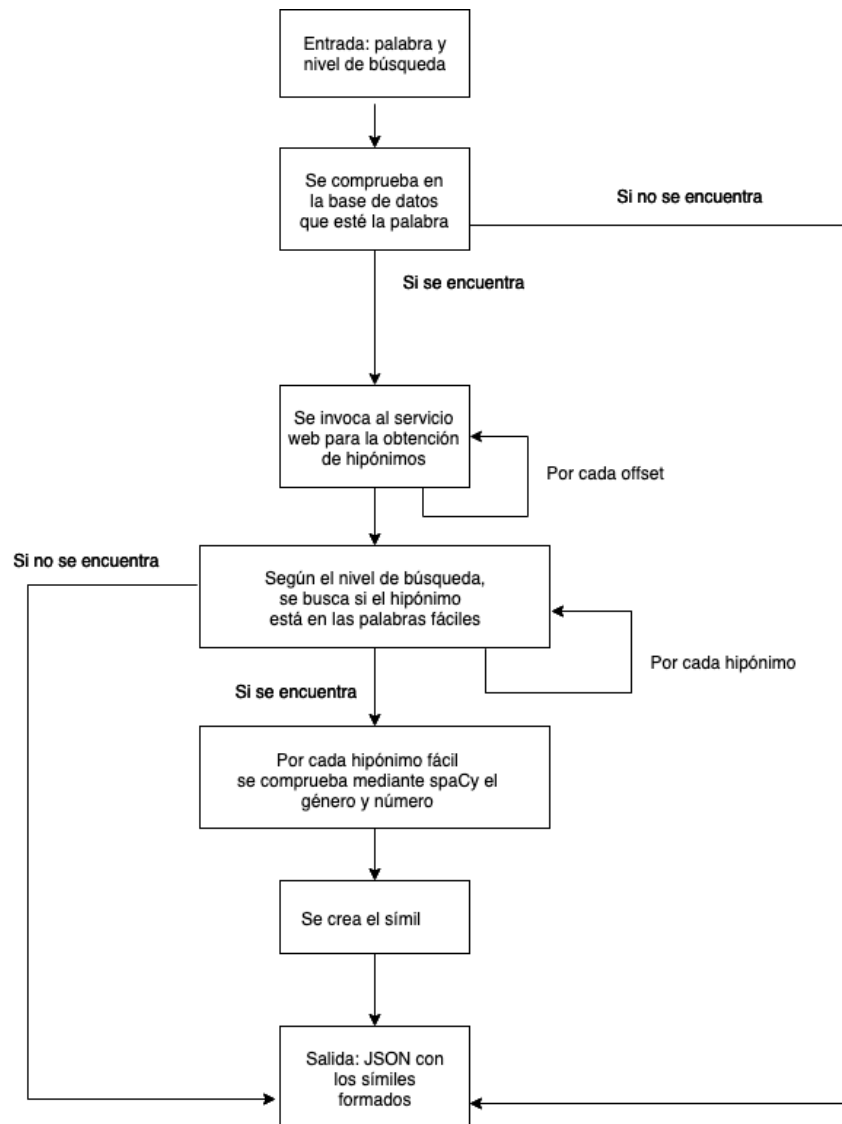 Entrada: palabra y
nivel de búsqueda
Se comprueba en
la base de datos
que esté la palabra
Si no se encuentra
Si se encuentra
Se invoca al servicio
web para la obtención
de hipónimos
Por cada offset
Si no se encuentra
Según el nivel de búsqueda,
se busca si el hipónimo
está en las palabras fáciles
Por cada hipónimo
Si se encuentra
Por cada hipónimo fácil
se comprueba mediante spaCy el
género y número
Se crea el símil
Salida: JSON con
los símiles
formados